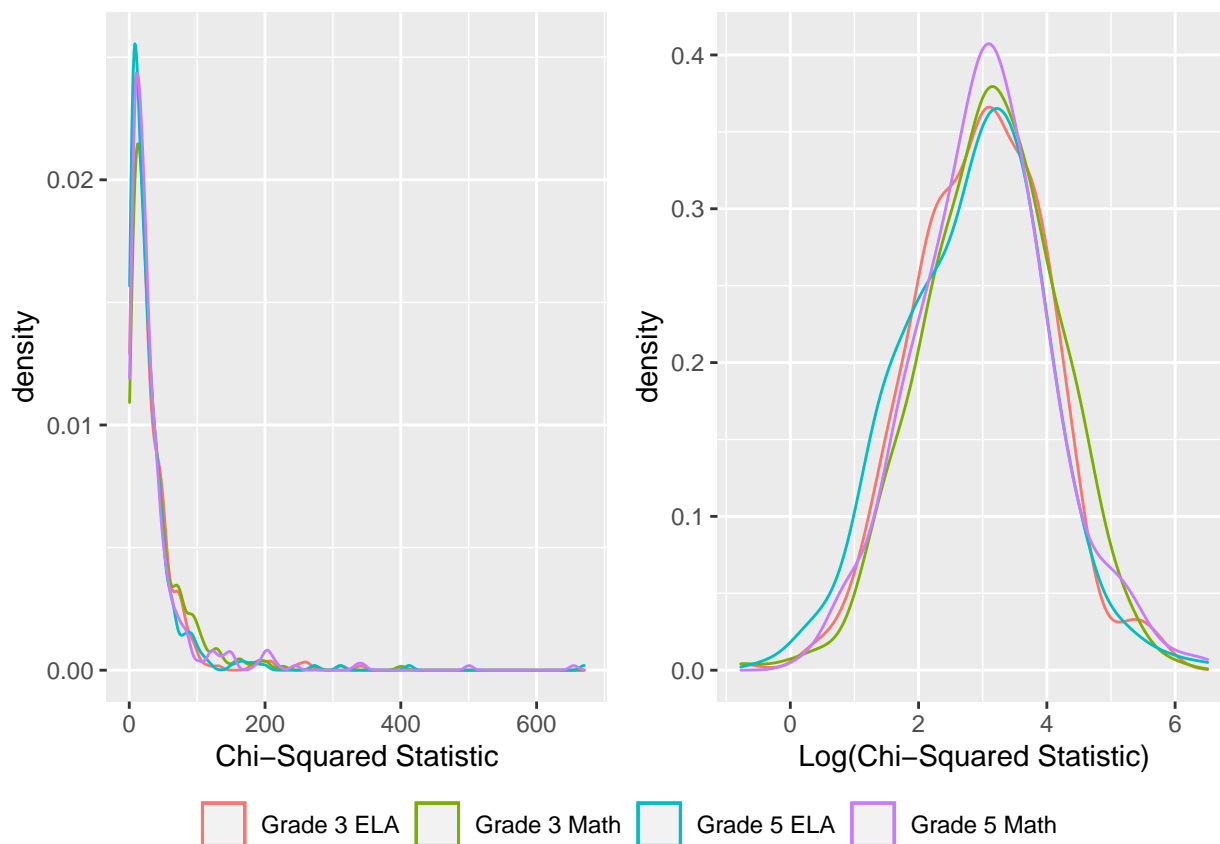 density
0.02
0.01
0.00
0
200
400
600
Chi−Squared Statistic
density
0.4
0.3
0.2
0.1
0.0
0
2
4
6
Log(Chi−Squared Statistic)
Grade 3 ELA
Grade 3 Math
Grade 5 ELA
Grade 5 Math